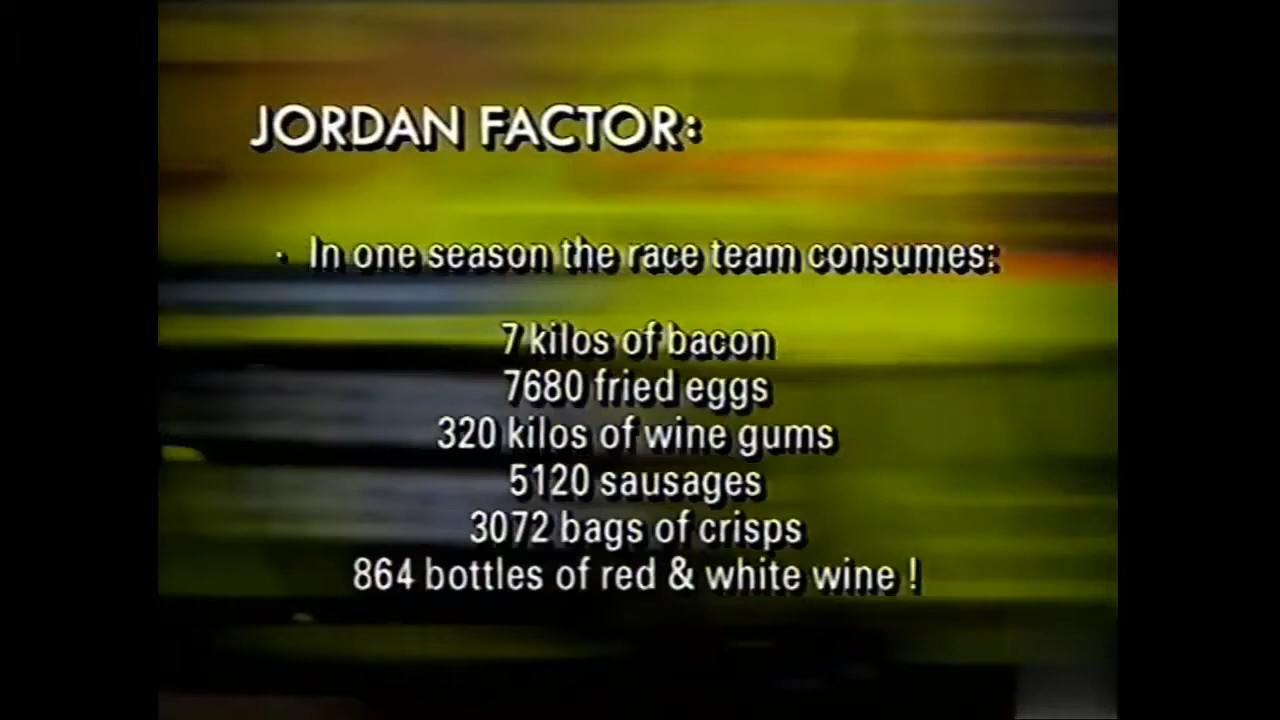 JORDAN FACTOR:
· In one season the race team consumes:
7 kilos of bacon
7680 fried eggs
320 kilos of wine gums
5120 sausages
3072 bags of crisps
864 bottles of red & white wine !